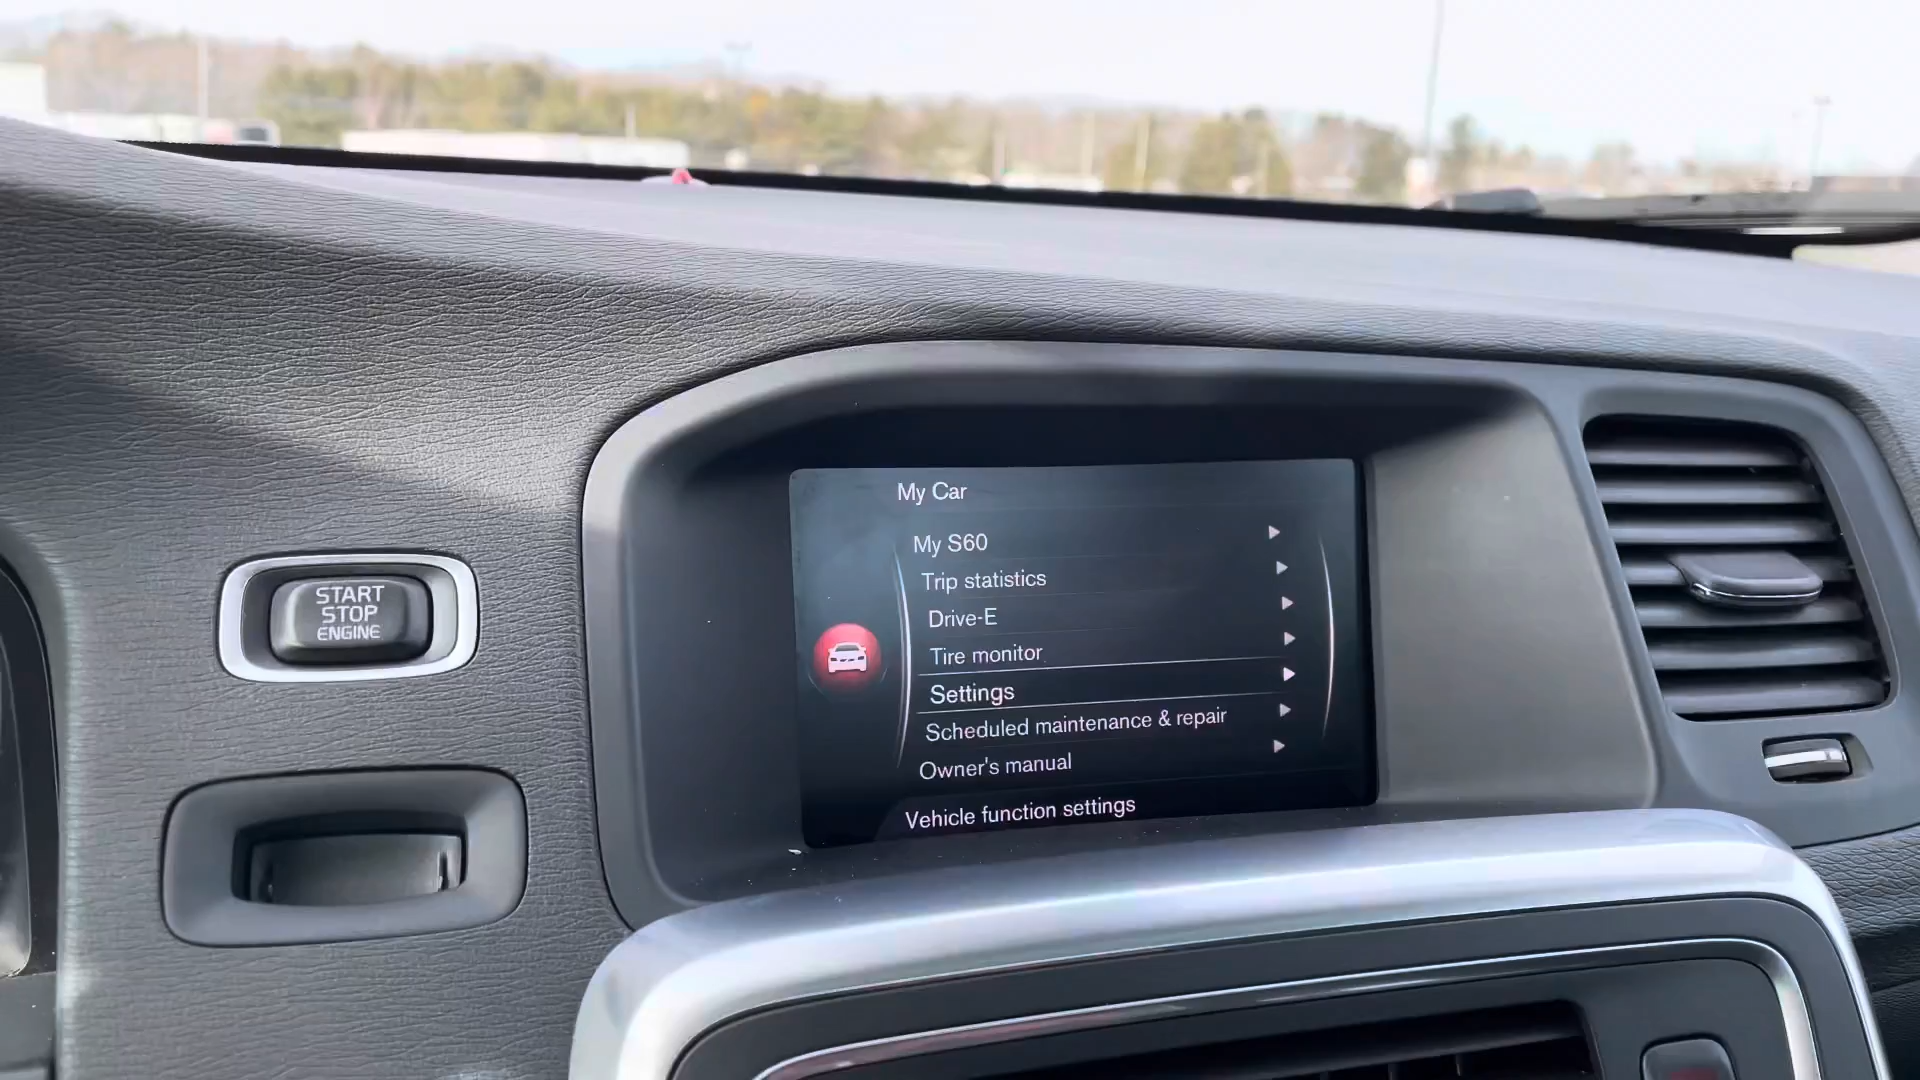 My Car
My S60
Trip statistics
Drive-E
Tire monitor
Settings
Scheduled maintenance & repair
Owner's manual
Vehicle function settings
START
STOP
ENGINE